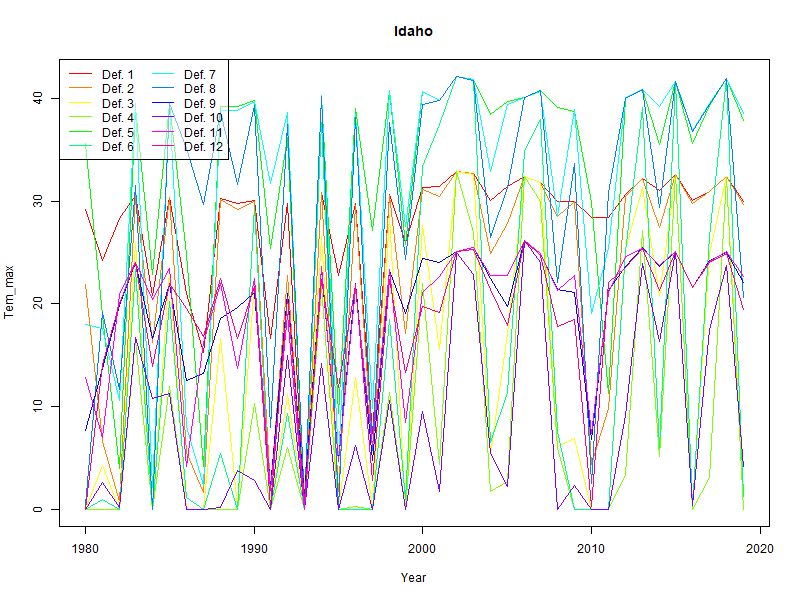 Idaho
Def. 1 Def. 7
Def. 2 Def. 8
Def. 3 Def. 9
Def. 4 Def. 10
Def. 5 Def. 11
Def. 6 Def. 12
40
30
20
10
0
Tem_max
1980 1990 2000 2010 2020
Year